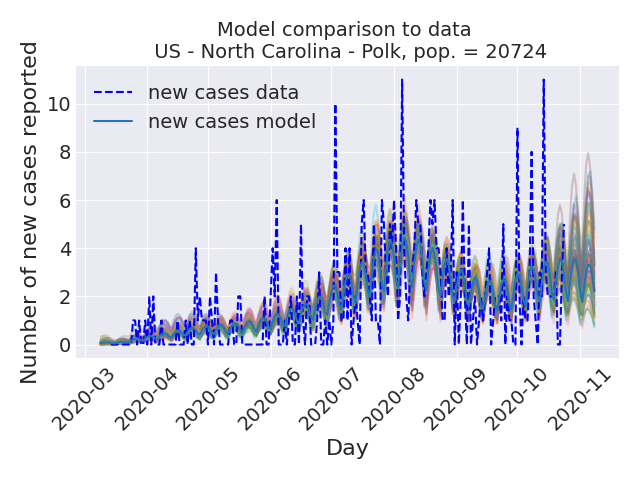 Model comparison to data
US - North Carolina - Polk, pop. = 20724
Number of new cases reported
10
8
6
4
2
0
new cases data
new cases model
2020-03
2020-04
2020-05
2020-06
2020-07
2020-08
2020-09
2020-10
2020-11
Day